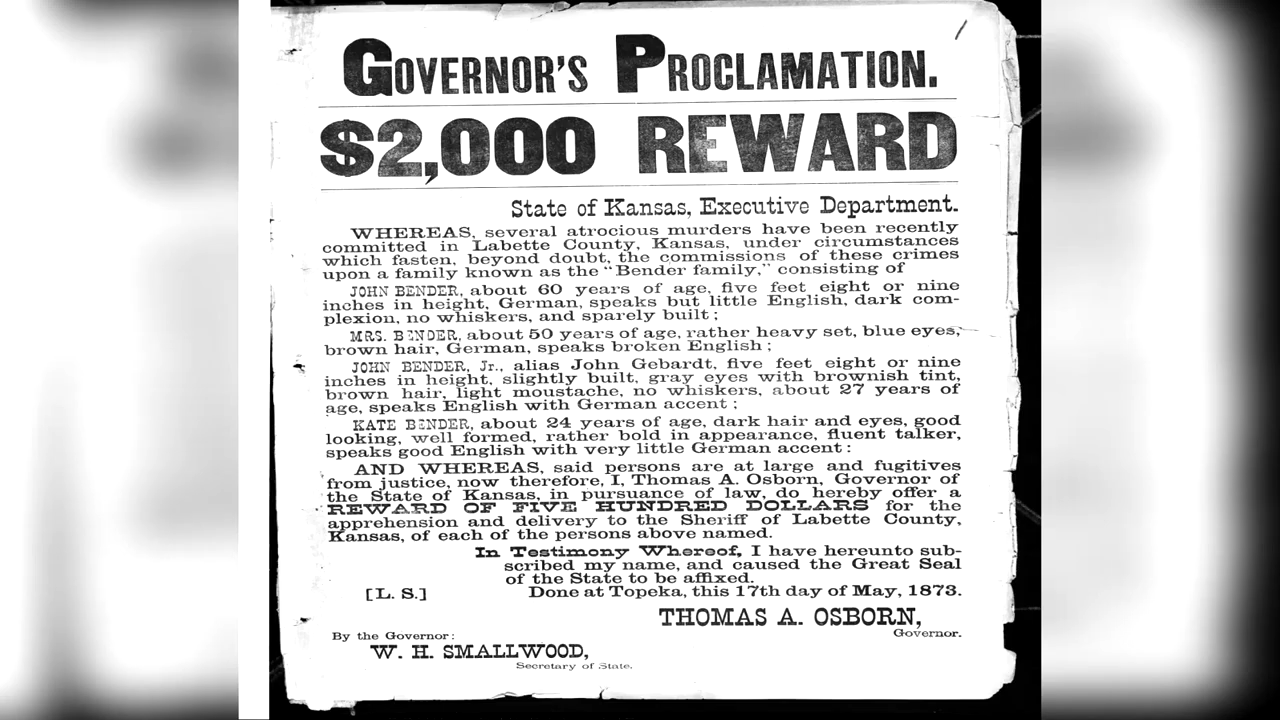 GOVERNOR'S PROCLAMATION.
$2,000 REWARD
State of Kansas, Executive Department.
WHEREAS, several atrocious murders have been recently
committed in Labette County, Kansas, under circumstances
which fasten, beyond doubt, the commissions of these crimes
upon a family known as the "Bender family," consisting of
JOHN BENDER, about 60 years of age, five feet eight or nine
inches in height, German, speaks but little English, dark com-
plexion, no whiskers, and sparely built;
MRS. BENDER, about 50 years of age, rather heavy set, blue eyes,
brown hair, German, speaks broken English;
JOHN BENDER, Jr., alias John Gebardt, five feet eight or nine
inches in height, slightly built, gray eyes with brownish tint,
brown hair, light moustache, no whiskers, about 27 years of
age, speaks English with German accent;
KATE BENDER, about 24 years of age, dark hair and eyes, good
looking, well formed, rather bold in appearance, fluent talker,
speaks good English with very little German accent:
AND WHEREAS, said persons are at large and fugitives
from justice, now therefore, I, Thomas A. Osborn, Governor of
the State of Kansas, in pursuance of law, do hereby offer a
REWARD OF FIVE HUNDRED DOLLARS for the
apprehension and delivery to the Sheriff of Labette County,
Kansas, of each of the persons above named.
In Testimony Whereof, I have hereunto sub-
scribed my name, and caused the Great Seal
of the State to be affixed.
[L. S.] Done at Topeka, this 17th day of May, 1873.
THOMAS A. OSBORN,
Governor.
By the Governor:
W. H. SMALLWOOD,
Secretary of State.